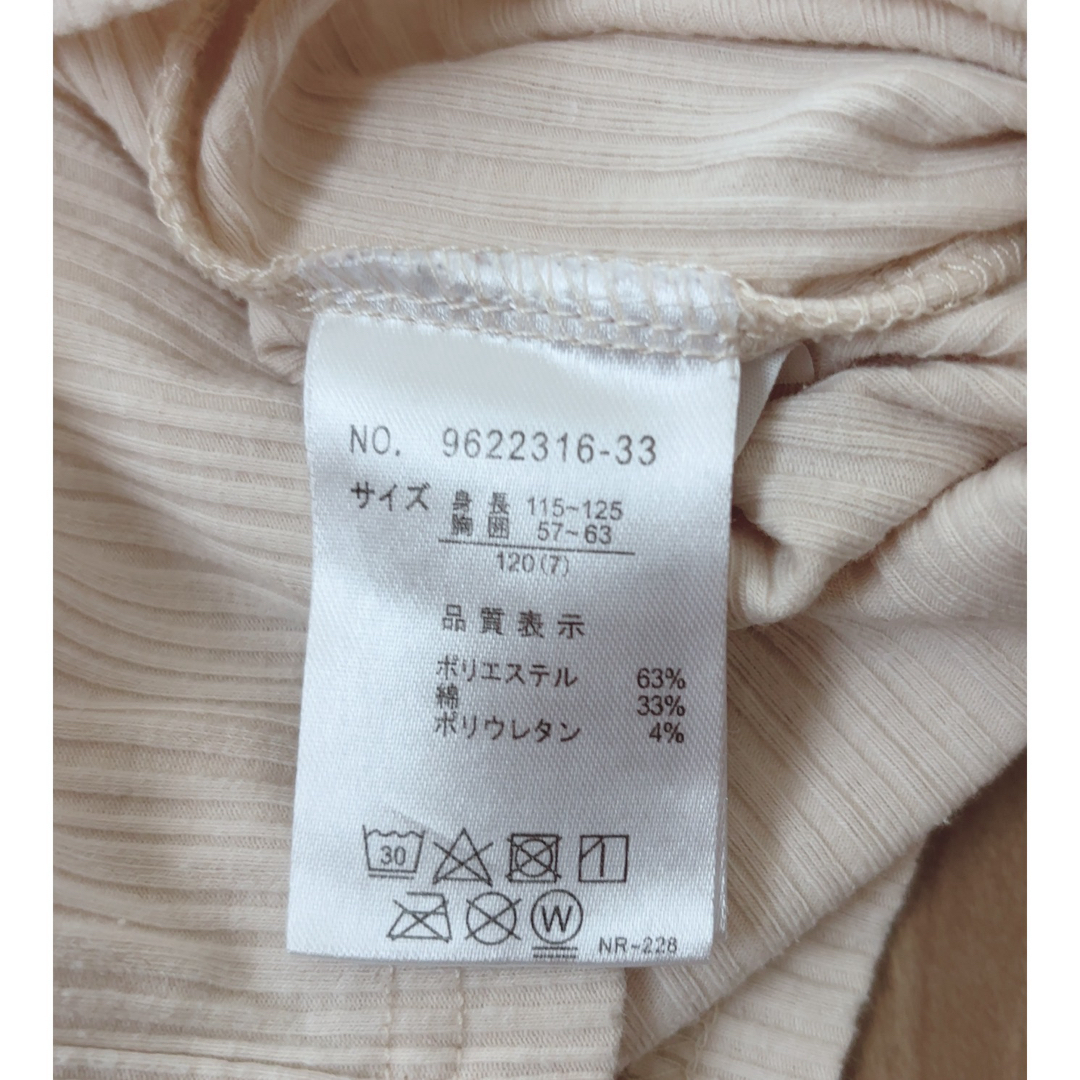 NO. 9622316-33
サイズ 身長 115~125
胸囲 57~63
120(7)
品質表示
ポリエステル 63%
綿 33%
ポリウレタン 4%
30
W
NR-228